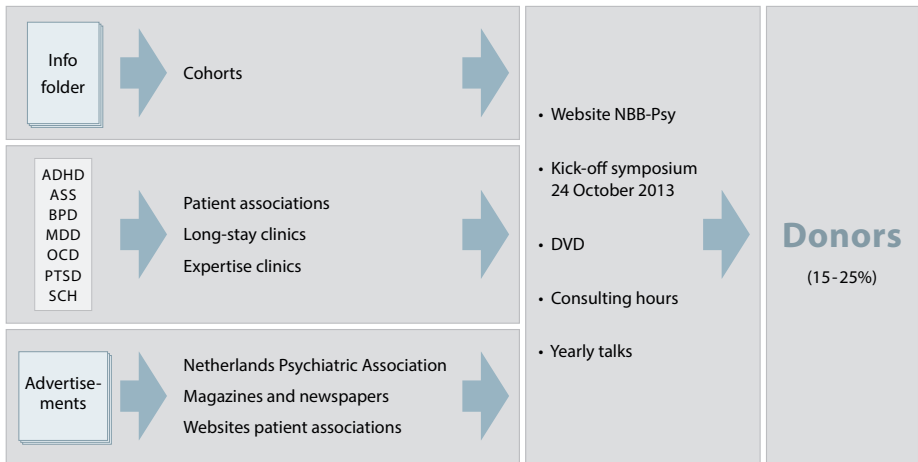 Info
folder
Cohorts
ADHD
ASS
BPD
MDD
OCD
PTSD
SCH
Patient associations
Long-stay clinics
Expertise clinics
Advertise-
ments
Netherlands Psychiatric Association
Magazines and newspapers
Websites patient associations
• Website NBB-Psy
• Kick-off symposium
24 October 2013
• DVD
• Consulting hours
• Yearly talks
Donors
(15-25%)